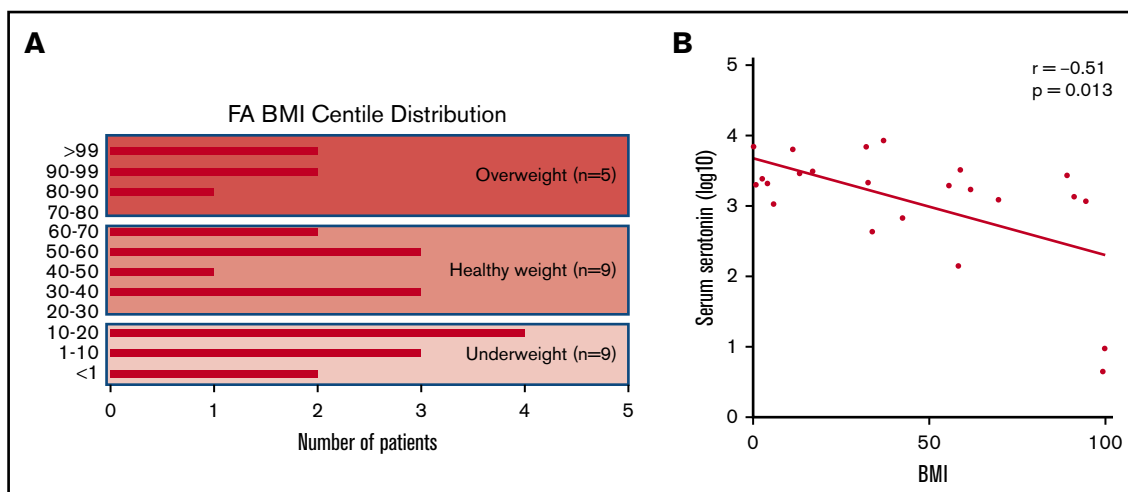 A
FA BMI Centile Distribution
>99
90-99
80-90
70-80
60-70
50-60
40-50
30-40
20-30
10-20
1-10
<1
Overweight (n=5)
Healthy weight (n=9)
Underweight (n=9)
0 1 2 3 4 5
Number of patients
B
r = –0.51
p = 0.013
5
4
3
2
1
0
Serum serotonin (log10)
0 50 100
BMI